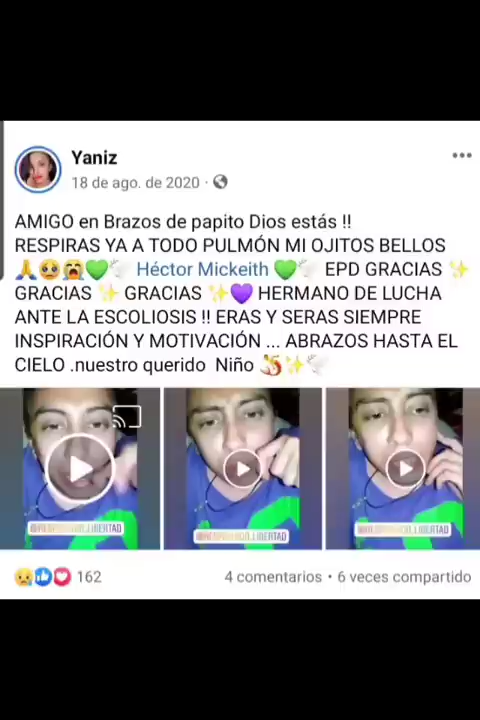 Yaniz
18 de ago. de 2020 ·
AMIGO en Brazos de papito Dios estás !!
RESPIRAS YA A TODO PULMÓN MI OJITOS BELLOS
🙏🥺😭💚🕊️ Héctor Mickeith 💚🕊️ EPD GRACIAS ✨
GRACIAS ✨ GRACIAS ✨💜 HERMANO DE LUCHA
ANTE LA ESCOLIOSIS !! ERAS Y SERAS SIEMPRE
INSPIRACIÓN Y MOTIVACIÓN ... ABRAZOS HASTA EL
CIELO .nuestro querido Niño
162
4 comentarios • 6 veces compartido